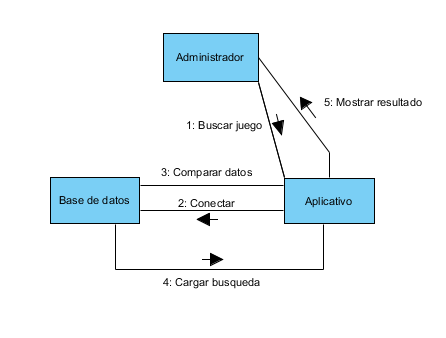 Administrador
5: Mostrar resultado
1: Buscar juego
3: Comparar datos
Base de datos
2: Conectar
Aplicativo
4: Cargar busqueda